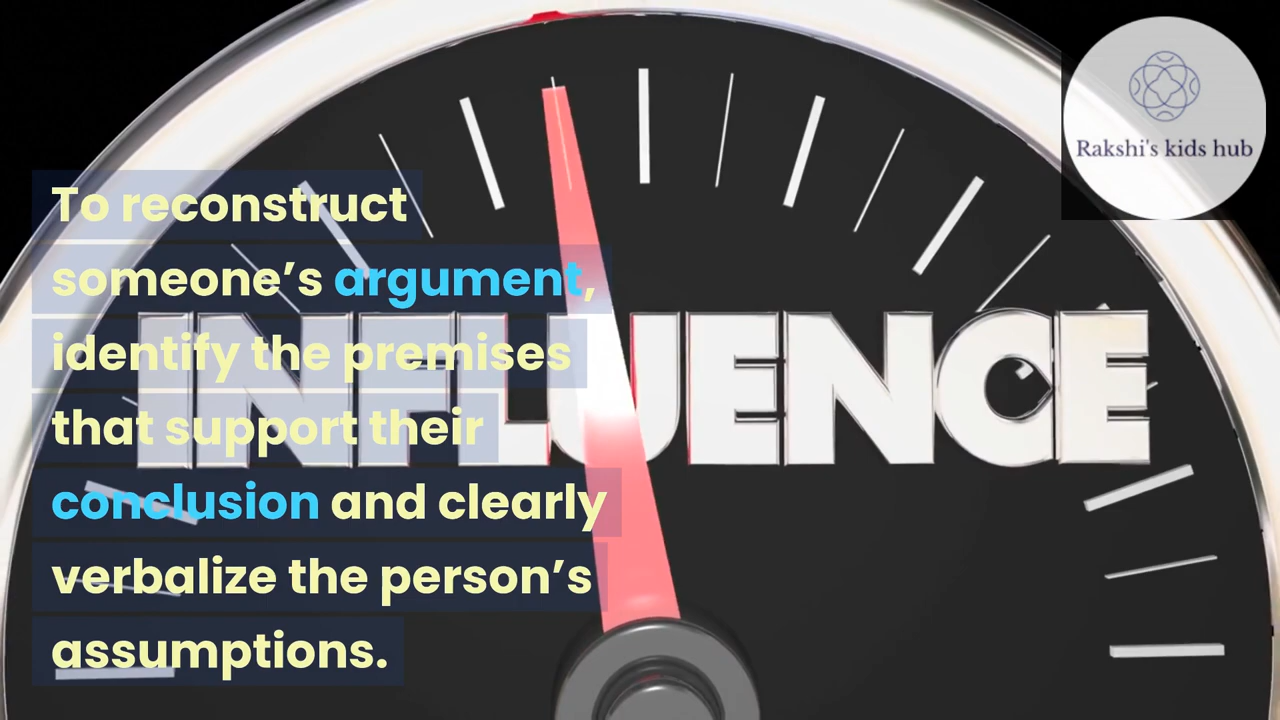 Rakshi's kids hub
To reconstruct
someone’s argument,
identify the premises
that support their
conclusion and clearly
verbalize the person’s
assumptions.
INFLUENCE